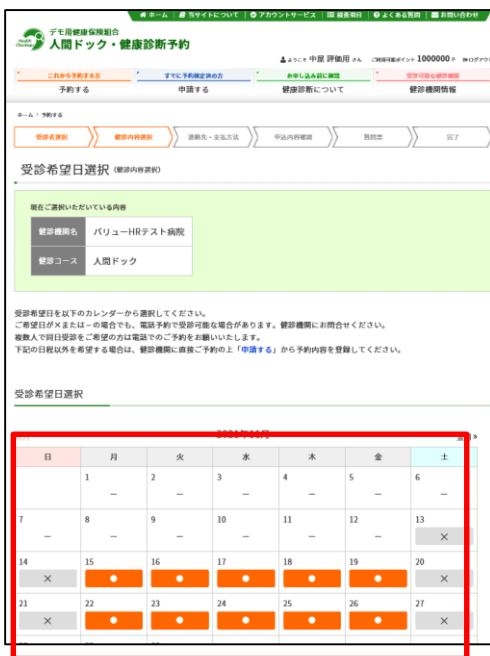 ホーム 当サイトについて アカウントサービス 検査項目 よくある質問 お問い合わせ
デモ用健康保険組合
人間ドック・健康診断予約
ようこそ 中屋 評価用 さん ご利用可能ポイント 1000000 P ログアウト
これから予約する方 すでに予約確定済の方 お申し込み前に確認 受診可能な健診機関
予約する 申請する 健康診断について 健診機関情報
ホーム > 予約する
受診者選択 健診内容選択 連絡先・支払方法 申込内容確認 質問票 完了
受診希望日選択 (健診内容選択)
現在ご選択いただいている内容
健診機関名 バリューHRテスト病院
健診コース 人間ドック
受診希望日を以下のカレンダーから選択してください。
ご希望日が×または－の場合でも、電話予約で受診可能な場合があります。健診機関にお問合せください。
複数人で同日受診をご希望の方は電話でのご予約をお願いいたします。
下記の日程以外を希望する場合は、健診機関に直接ご予約の上「申請する」から予約内容を登録してください。
受診希望日選択
日 月 火 水 木 金 土
1 2 3 4 5 6
－ － － － － －
7 8 9 10 11 12 13
－ － － － － － ×
14 15 16 17 18 19 20
× ● ● ● ● ● ×
21 22 23 24 25 26 27
× ● ● ● ● ● ×